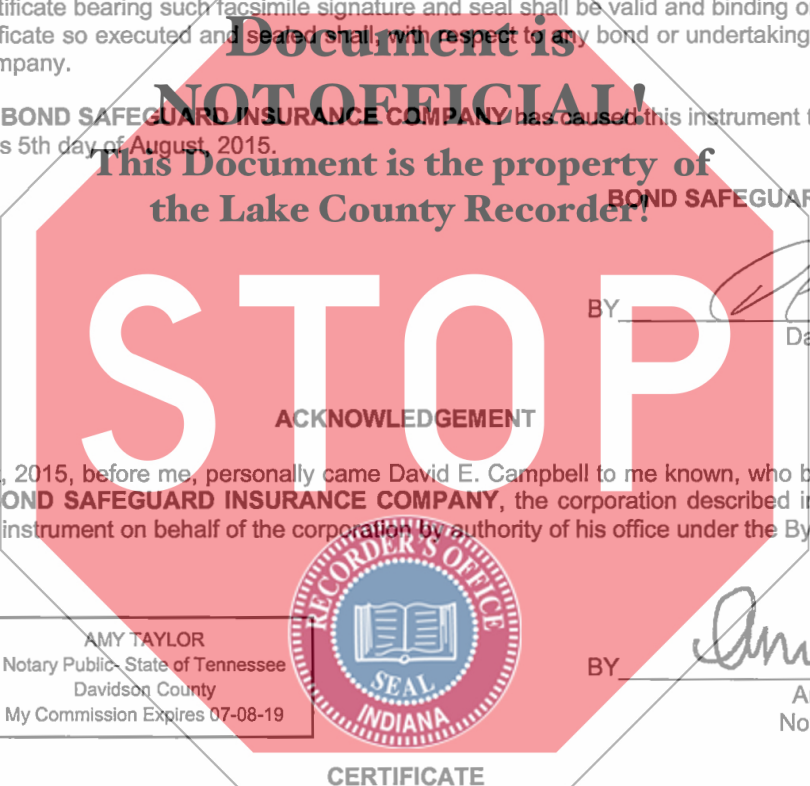 tificate bearing such facsimile signature and seal shall be valid and binding o
Document is
ficate so executed and sealed shall, with respect to any bond or undertaking
mpany.
NOT OFFICIAL!
BOND SAFEGUARD INSURANCE COMPANY has caused this instrument t
s 5th day of August, 2015.
This Document is the property of
the Lake County Recorder!
BOND SAFEGUAR
STOP
BY
Da
ACKNOWLEDGEMENT
, 2015, before me, personally came David E. Campbell to me known, who b
OND SAFEGUARD INSURANCE COMPANY, the corporation described i
instrument on behalf of the corporation by authority of his office under the By
RECORDER'S OFFICE
SEAL
INDIANA
AMY TAYLOR
Notary Public- State of Tennessee
Davidson County
My Commission Expires 07-08-19
BY
A
No
CERTIFICATE